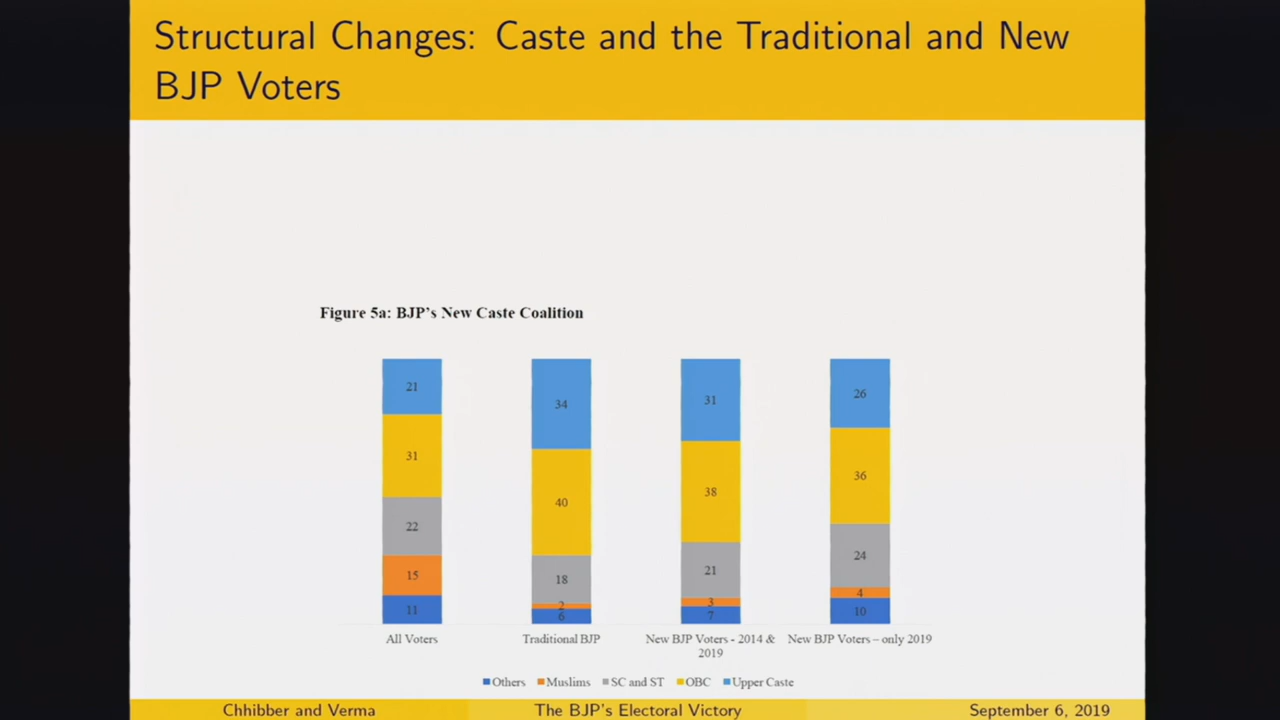 Structural Changes: Caste and the Traditional and New
BJP Voters
Figure 5a: BJP's New Caste Coalition
21
34
31
26
31
40
38
36
22
18
21
24
15
2
3
4
11
6
7
10
All Voters
Traditional BJP
New BJP Voters - 2014 &
2019
New BJP Voters – only 2019
Others Muslims SC and ST OBC Upper Caste
Chhibber and Verma
The BJP's Electoral Victory
September 6, 2019